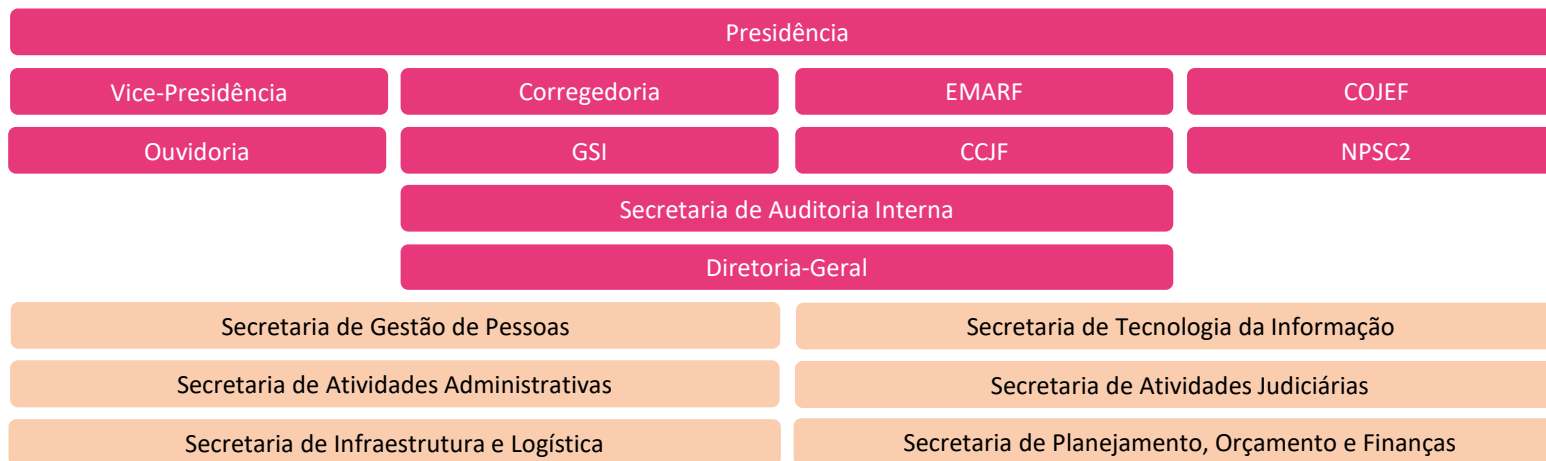 Presidência
Vice-Presidência
Corregedoria
EMARF
COJEF
Ouvidoria
GSI
CCJF
NPSC2
Secretaria de Auditoria Interna
Diretoria-Geral
Secretaria de Gestão de Pessoas
Secretaria de Tecnologia da Informação
Secretaria de Atividades Administrativas
Secretaria de Atividades Judiciárias
Secretaria de Infraestrutura e Logística
Secretaria de Planejamento, Orçamento e Finanças